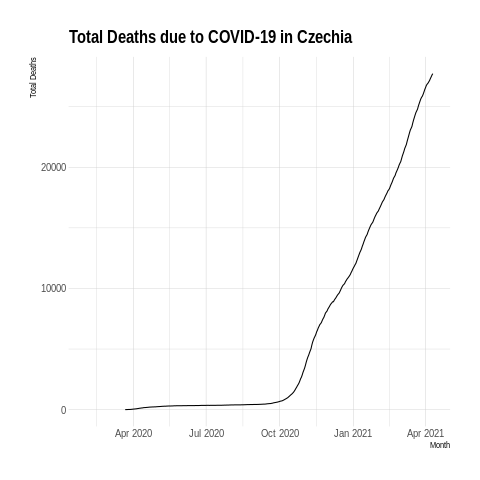 Total Deaths due to COVID-19 in Czechia
Total Deaths
20000
10000
0
Apr 2020 Jul 2020 Oct 2020 Jan 2021 Apr 2021
Month